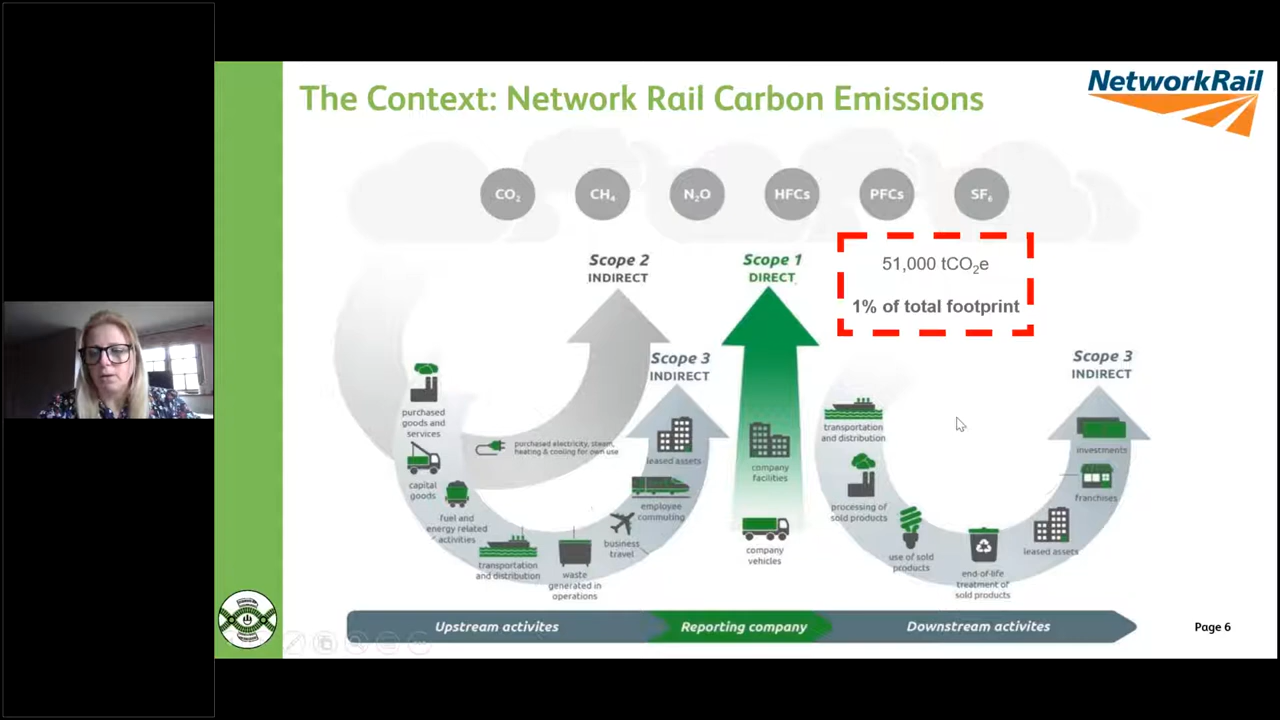 The Context: Network Rail Carbon Emissions
NetworkRail
CO2
CH4
N2O
HFCs
PFCs
SF6
Scope 2
INDIRECT
Scope 1
DIRECT
51,000 tCO2e
1% of total footprint
Scope 3
INDIRECT
Scope 3
INDIRECT
purchased
goods and
services
capital
goods
fuel and
energy related
activities
transportation
and distribution
waste
generated in
operations
business
travel
employee
commuting
leased assets
purchased electricity, steam,
heating & cooling for own use
company
facilities
company
vehicles
transportation
and distribution
processing of
sold products
use of sold
products
end-of-life
treatment of
sold products
leased assets
franchises
investments
Upstream activites
Reporting company
Downstream activites
Page 6